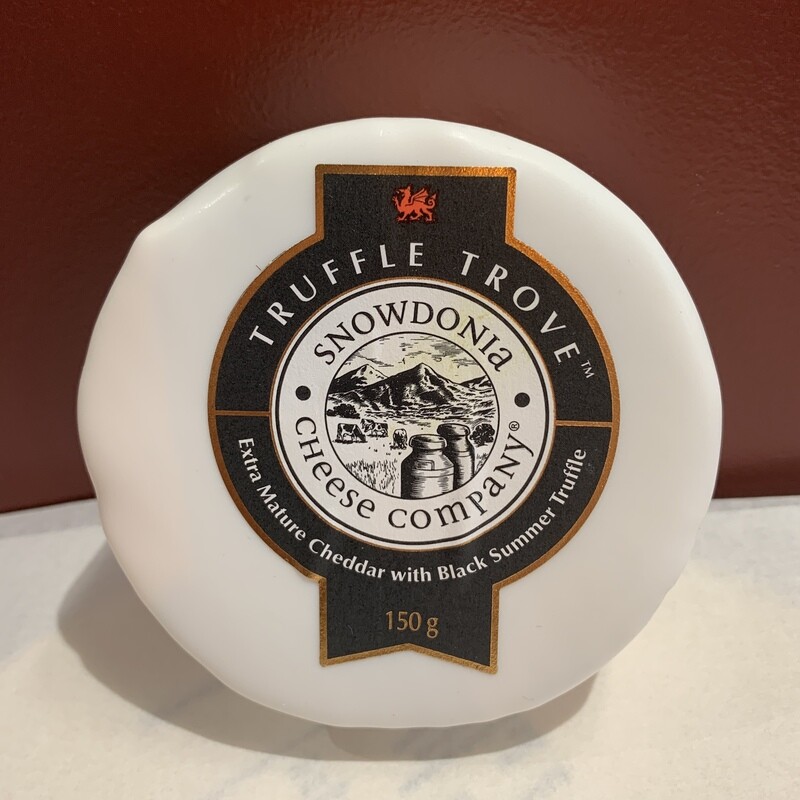 TRUFFLE TROVE™
SNOWDONIA
CHEESE COMPANY®
Extra Mature Cheddar with Black Summer Truffle
150 g